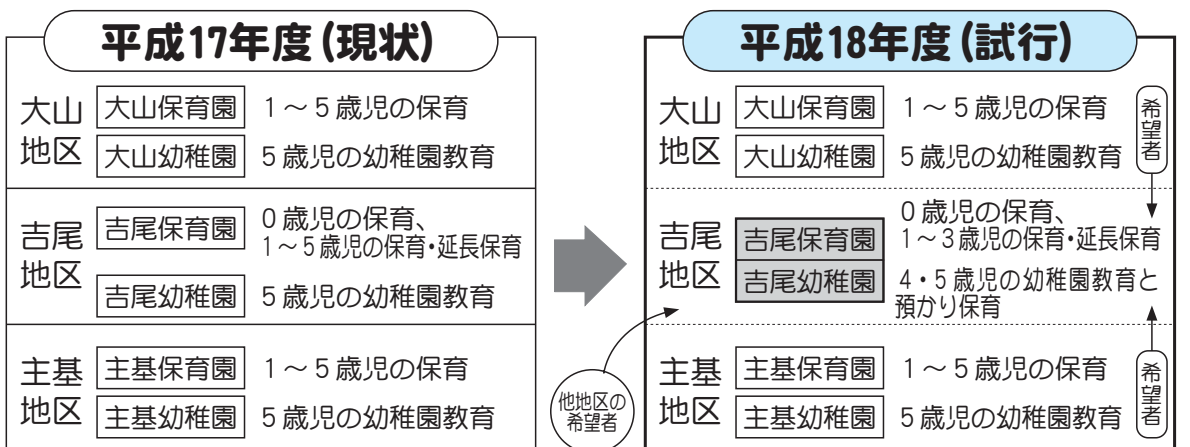 平成17年度（現状）
大山地区
大山保育園 1～5歳児の保育
大山幼稚園 5歳児の幼稚園教育
吉尾地区
吉尾保育園 0歳児の保育、
1～5歳児の保育・延長保育
吉尾幼稚園 5歳児の幼稚園教育
主基地区
主基保育園 1～5歳児の保育
主基幼稚園 5歳児の幼稚園教育
平成18年度（試行）
大山地区
大山保育園 1～5歳児の保育
大山幼稚園 5歳児の幼稚園教育
希望者
吉尾地区
吉尾保育園 0歳児の保育、
1～3歳児の保育・延長保育
吉尾幼稚園 4・5歳児の幼稚園教育と
預かり保育
主基地区
主基保育園 1～5歳児の保育
主基幼稚園 5歳児の幼稚園教育
希望者
他地区の
希望者